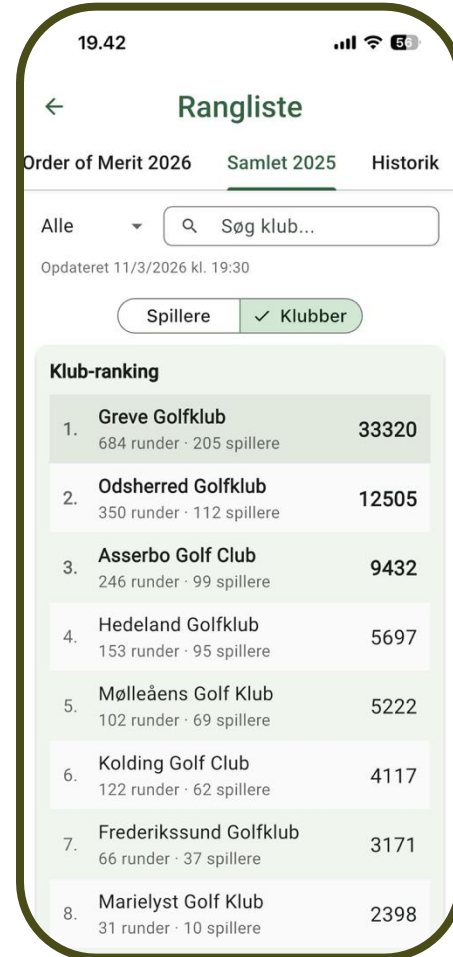 19.42 56
← Rangliste
Order of Merit 2026 Samlet 2025 Historik
Alle Søg klub...
Opdateret 11/3/2026 kl. 19:30
Spillere ✓ Klubber
Klub-ranking
1. Greve Golfklub 33320
684 runder · 205 spillere
2. Odsherred Golfklub 12505
350 runder · 112 spillere
3. Asserbo Golf Club 9432
246 runder · 99 spillere
4. Hedeland Golfklub 5697
153 runder · 95 spillere
5. Mølleåens Golf Klub 5222
102 runder · 69 spillere
6. Kolding Golf Club 4117
122 runder · 62 spillere
7. Frederikssund Golfklub 3171
66 runder · 37 spillere
8. Marielyst Golf Klub 2398
31 runder · 10 spillere